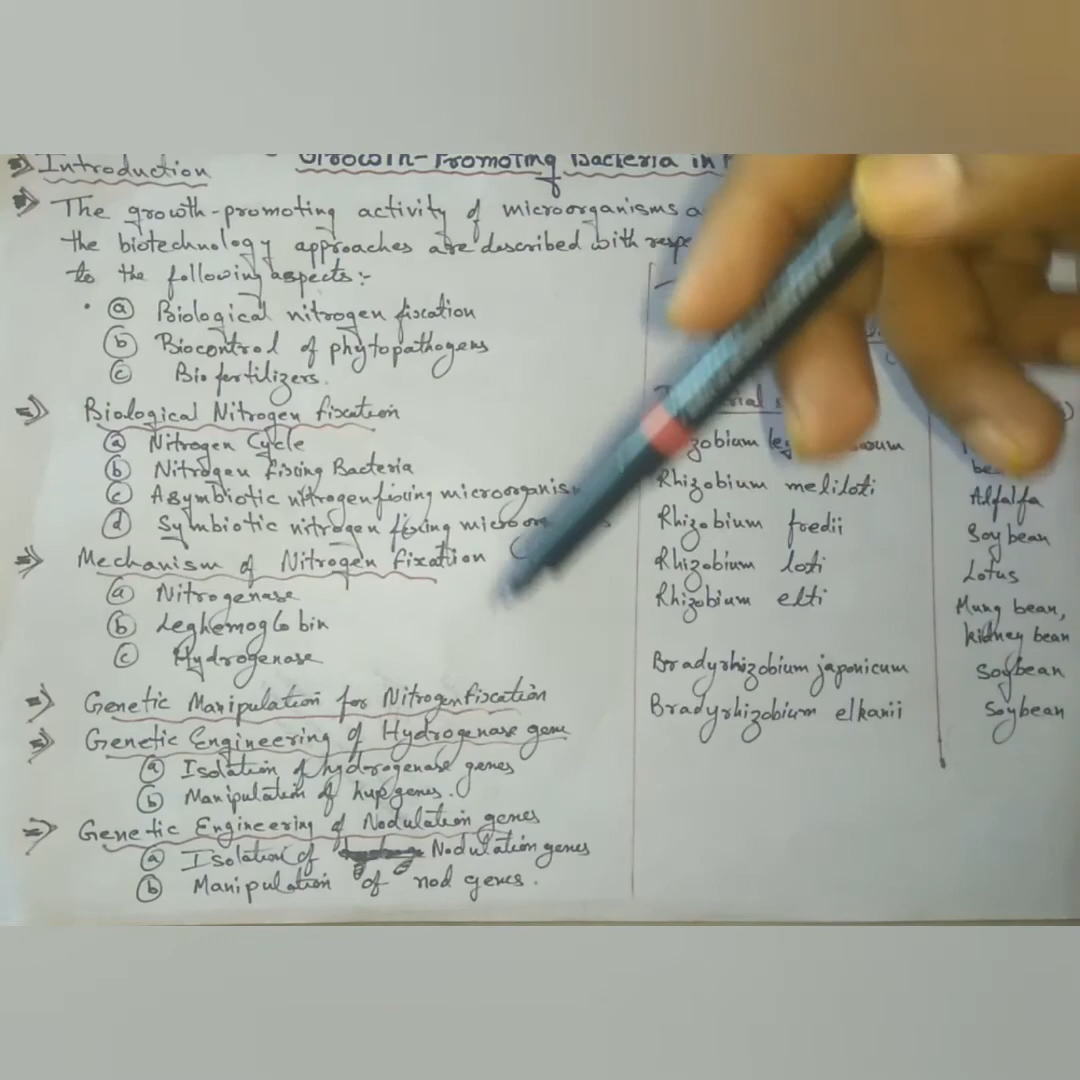 ⇒ Introduction
Growth-Promoting Bacteria in
⇒ The growth-promoting activity of microorganisms
the biotechnology approaches are described with
to the following aspects:-
ⓐ Biological nitrogen fixation
ⓑ Biocontrol of phytopathogens
ⓒ Bio fertilizers.
⇒ Biological Nitrogen fixation
ⓐ Nitrogen Cycle
ⓑ Nitrogen fixing Bacteria
ⓒ Asymbiotic nitrogen fixing
ⓓ Symbiotic nitrogen fixing
⇒ Mechanism of Nitrogen fixation
ⓐ Nitrogenase
ⓑ Leghemoglobin
ⓒ Hydrogenase
⇒ Genetic Manipulation for Nitrogen fixation
⇒ Genetic Engineering of Hydrogenase gene
ⓐ Isolation of hydrogenase genes
ⓑ Manipulation of hup genes.
⇒ Genetic Engineering of Nodulation genes
ⓐ Isolation of Nodulation genes
ⓑ Manipulation of nod genes.
Rhizobium meliloti Alfalfa
Rhizobium fredii Soybean
Rhizobium loti Lotus
Rhizobium elti Mung bean,
kidney bean
Bradyrhizobium japonicum Soybean
Bradyrhizobium elkanii Soybean